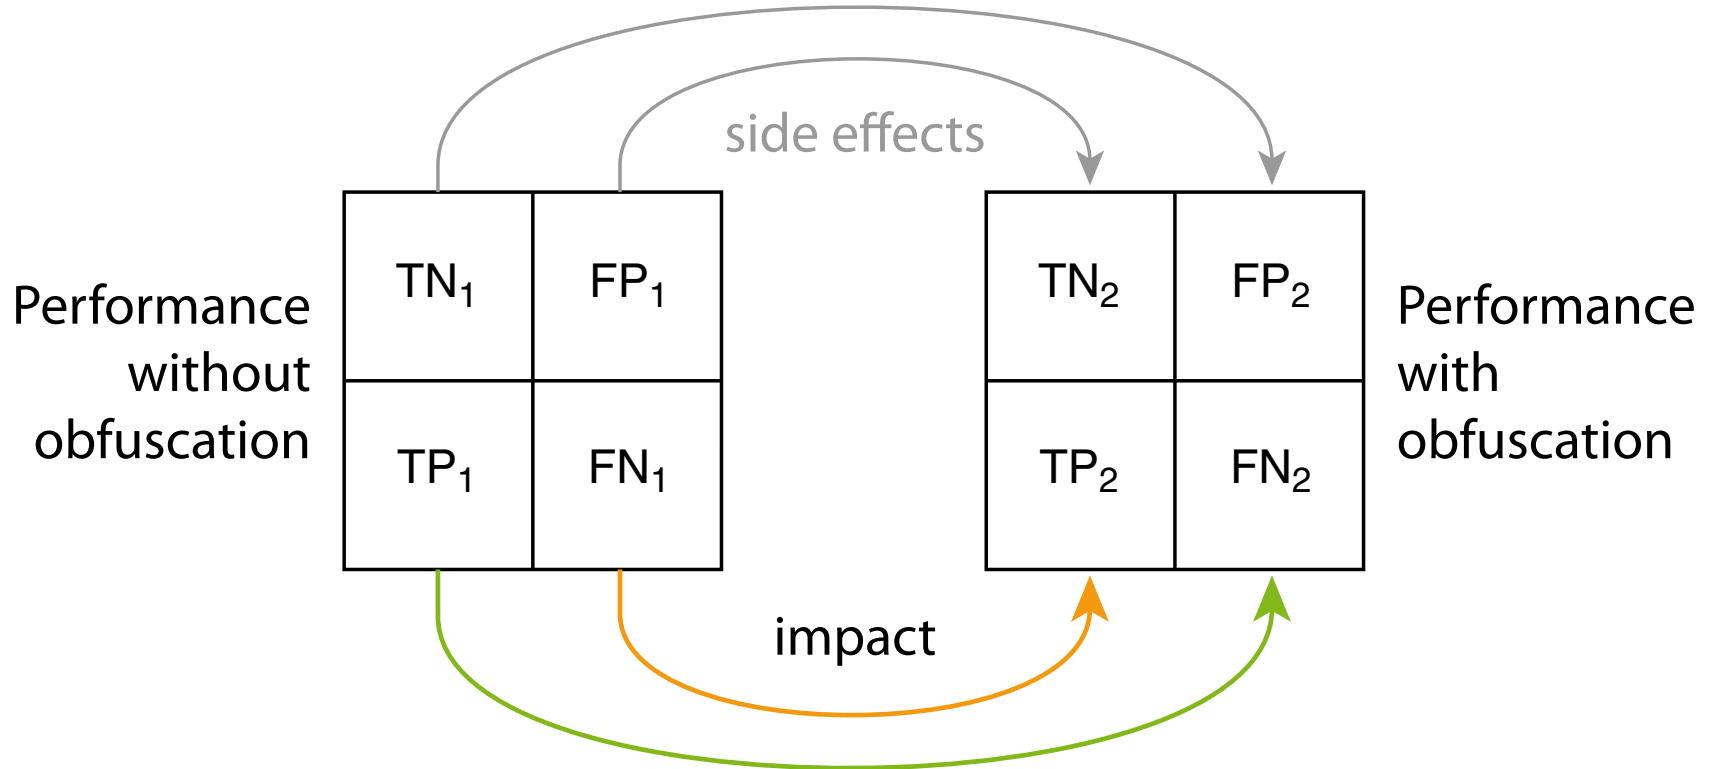 side effects
Performance
without
obfuscation
TN₁
FP₁
TP₁
FN₁
TN₂
FP₂
TP₂
FN₂
Performance
with
obfuscation
impact